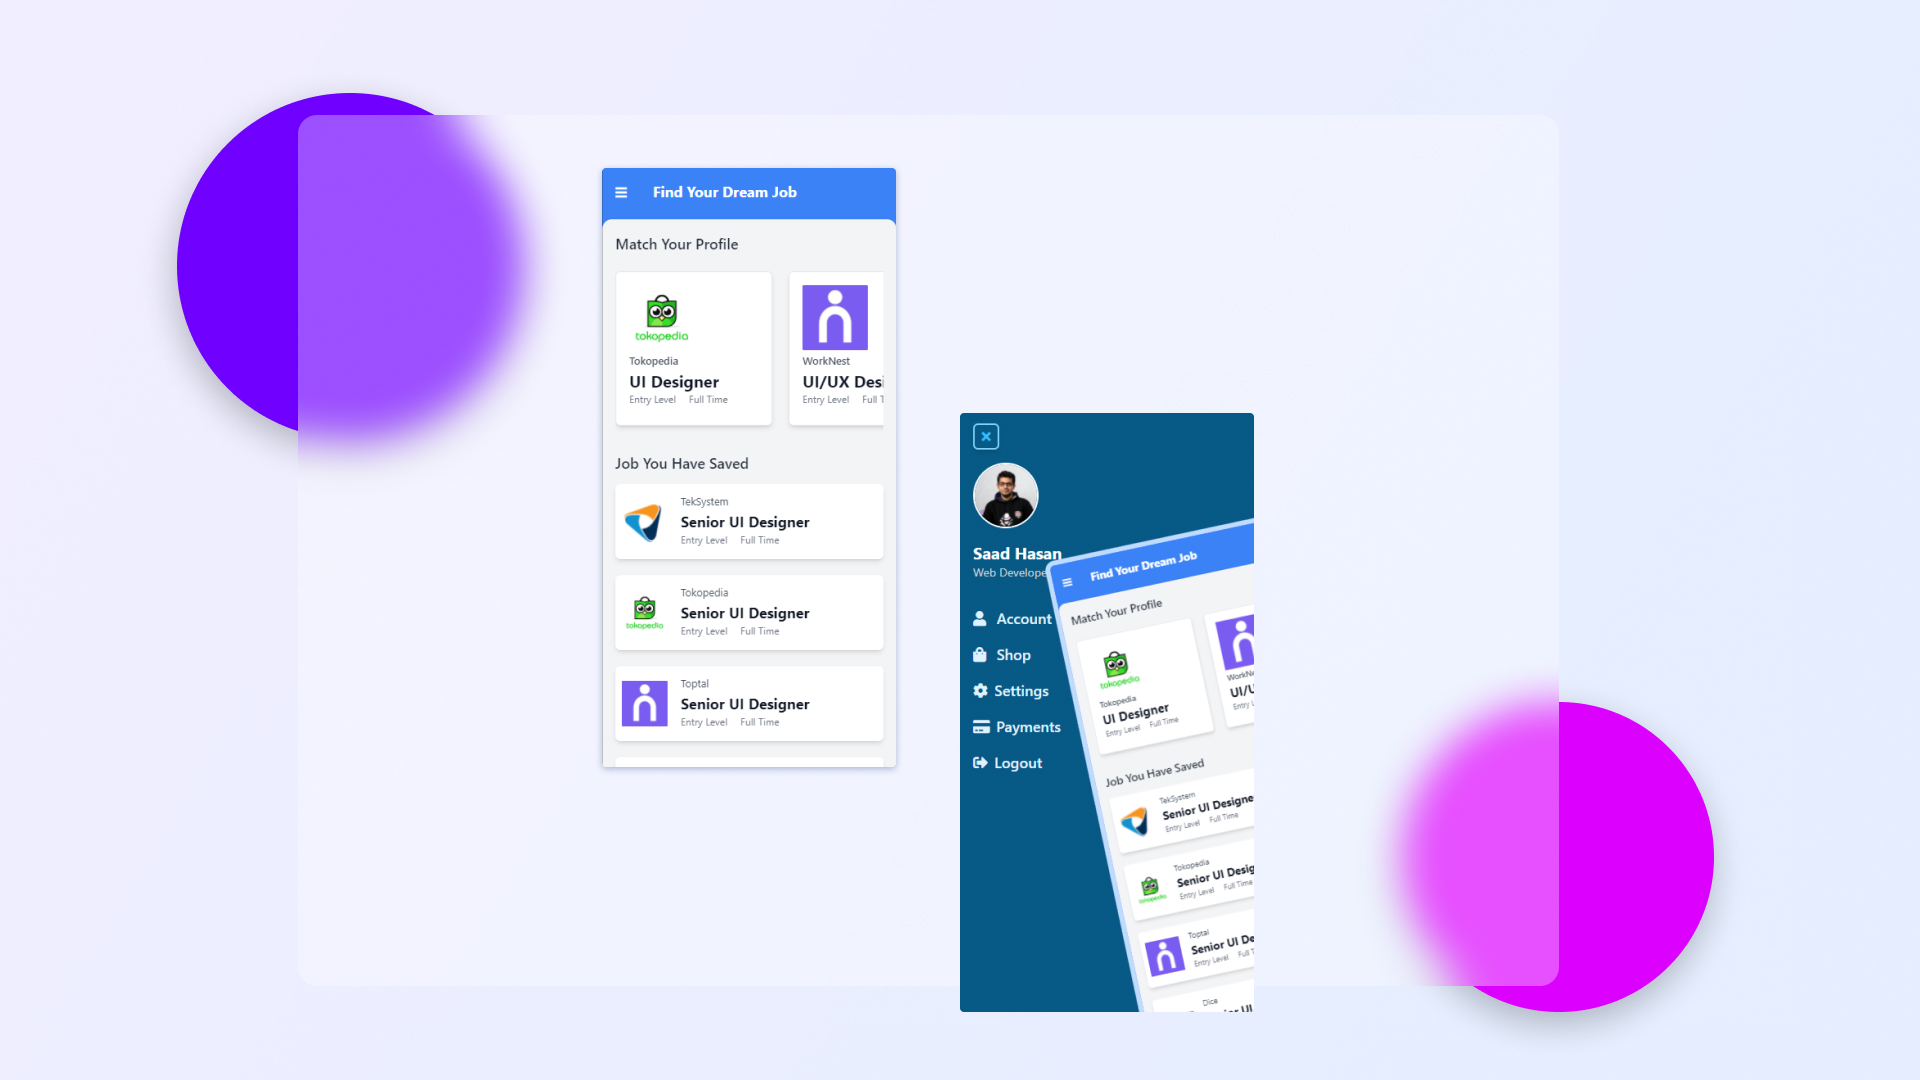 Find Your Dream Job
Match Your Profile
tokopedia
Tokopedia
UI Designer
Entry Level Full Time
WorkNest
UI/UX Desi
Entry Level Full T
Job You Have Saved
TekSystem
Senior UI Designer
Entry Level Full Time
tokopedia
Tokopedia
Senior UI Designer
Entry Level Full Time
Toptal
Senior UI Designer
Entry Level Full Time
Saad Hasan
Web Develope
Account
Shop
Settings
Payments
Logout
Find Your Dream Job
Match Your Profile
tokopedia
Tokopedia
UI Designer
Entry Level Full Time
WorkNe
UI/U
Entry L
Job You Have Saved
TekSystem
Senior UI Designe
Entry Level Full Time
tokopedia
Tokopedia
Senior UI Desig
Entry Level Full Time
Toptal
Senior UI De
Entry Level Full T
Dice